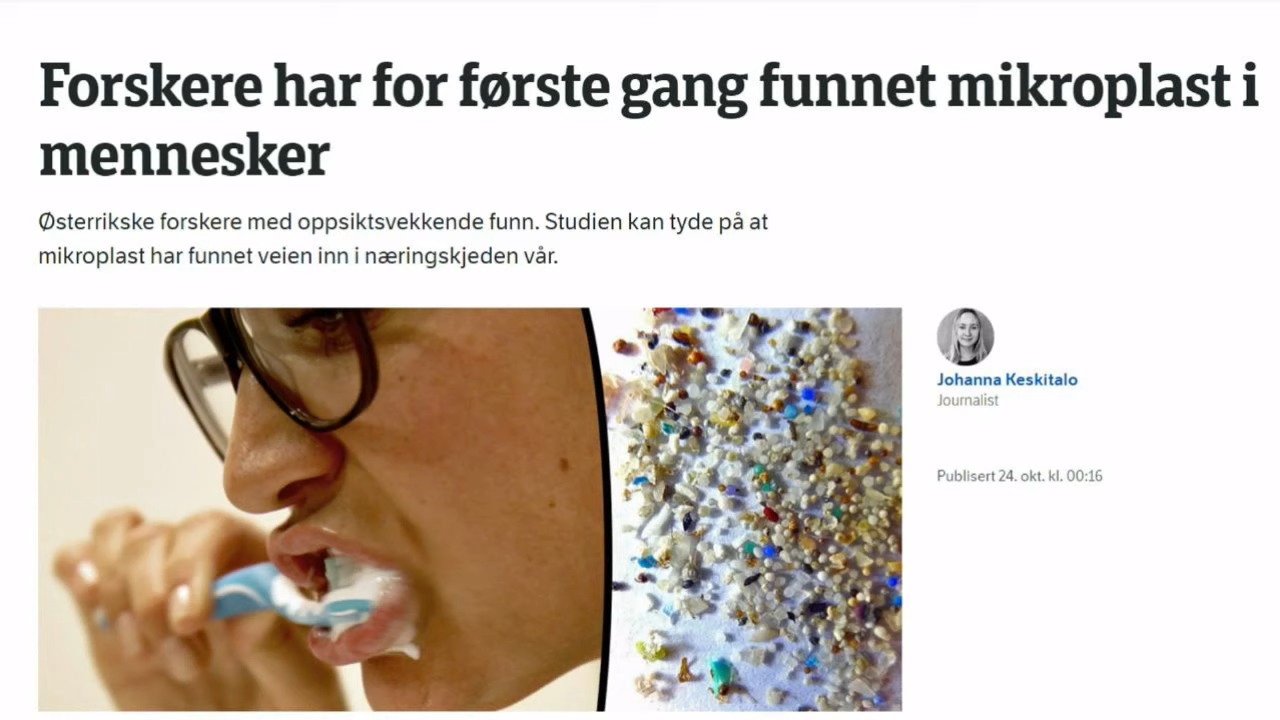 Forskere har for første gang funnet mikroplast i
mennesker
Østerrikske forskere med oppsiktsvekkende funn. Studien kan tyde på at
mikroplast har funnet veien inn i næringskjeden vår.
Johanna Keskitalo
Journalist
Publisert 24. okt. kl. 00:16